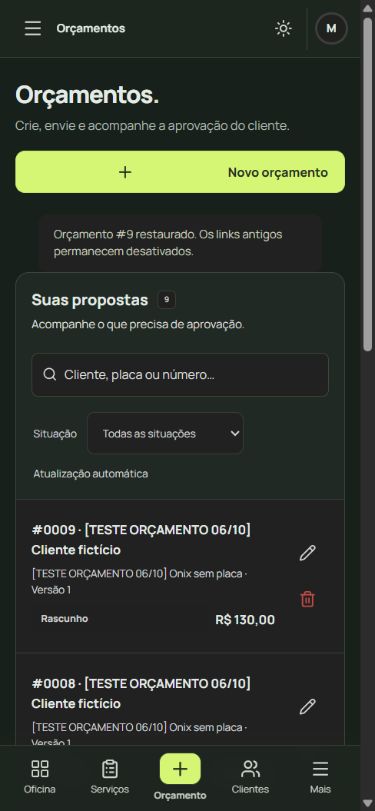 Orçamentos
M
Orçamentos.
Crie, envie e acompanhe a aprovação do cliente.
Novo orçamento
Orçamento #9 restaurado. Os links antigos
permanecem desativados.
Suas propostas 9
Acompanhe o que precisa de aprovação.
Cliente, placa ou número...
Situação Todas as situações
Atualização automática
#0009 · [TESTE ORÇAMENTO 06/10]
Cliente fictício
[TESTE ORÇAMENTO 06/10] Onix sem placa ·
Versão 1
Rascunho R$ 130,00
#0008 · [TESTE ORÇAMENTO 06/10]
Cliente fictício
[TESTE ORÇAMENTO 06/10] Onix sem placa ·
Versão 1
Oficina Serviços Orçamento Clientes Mais